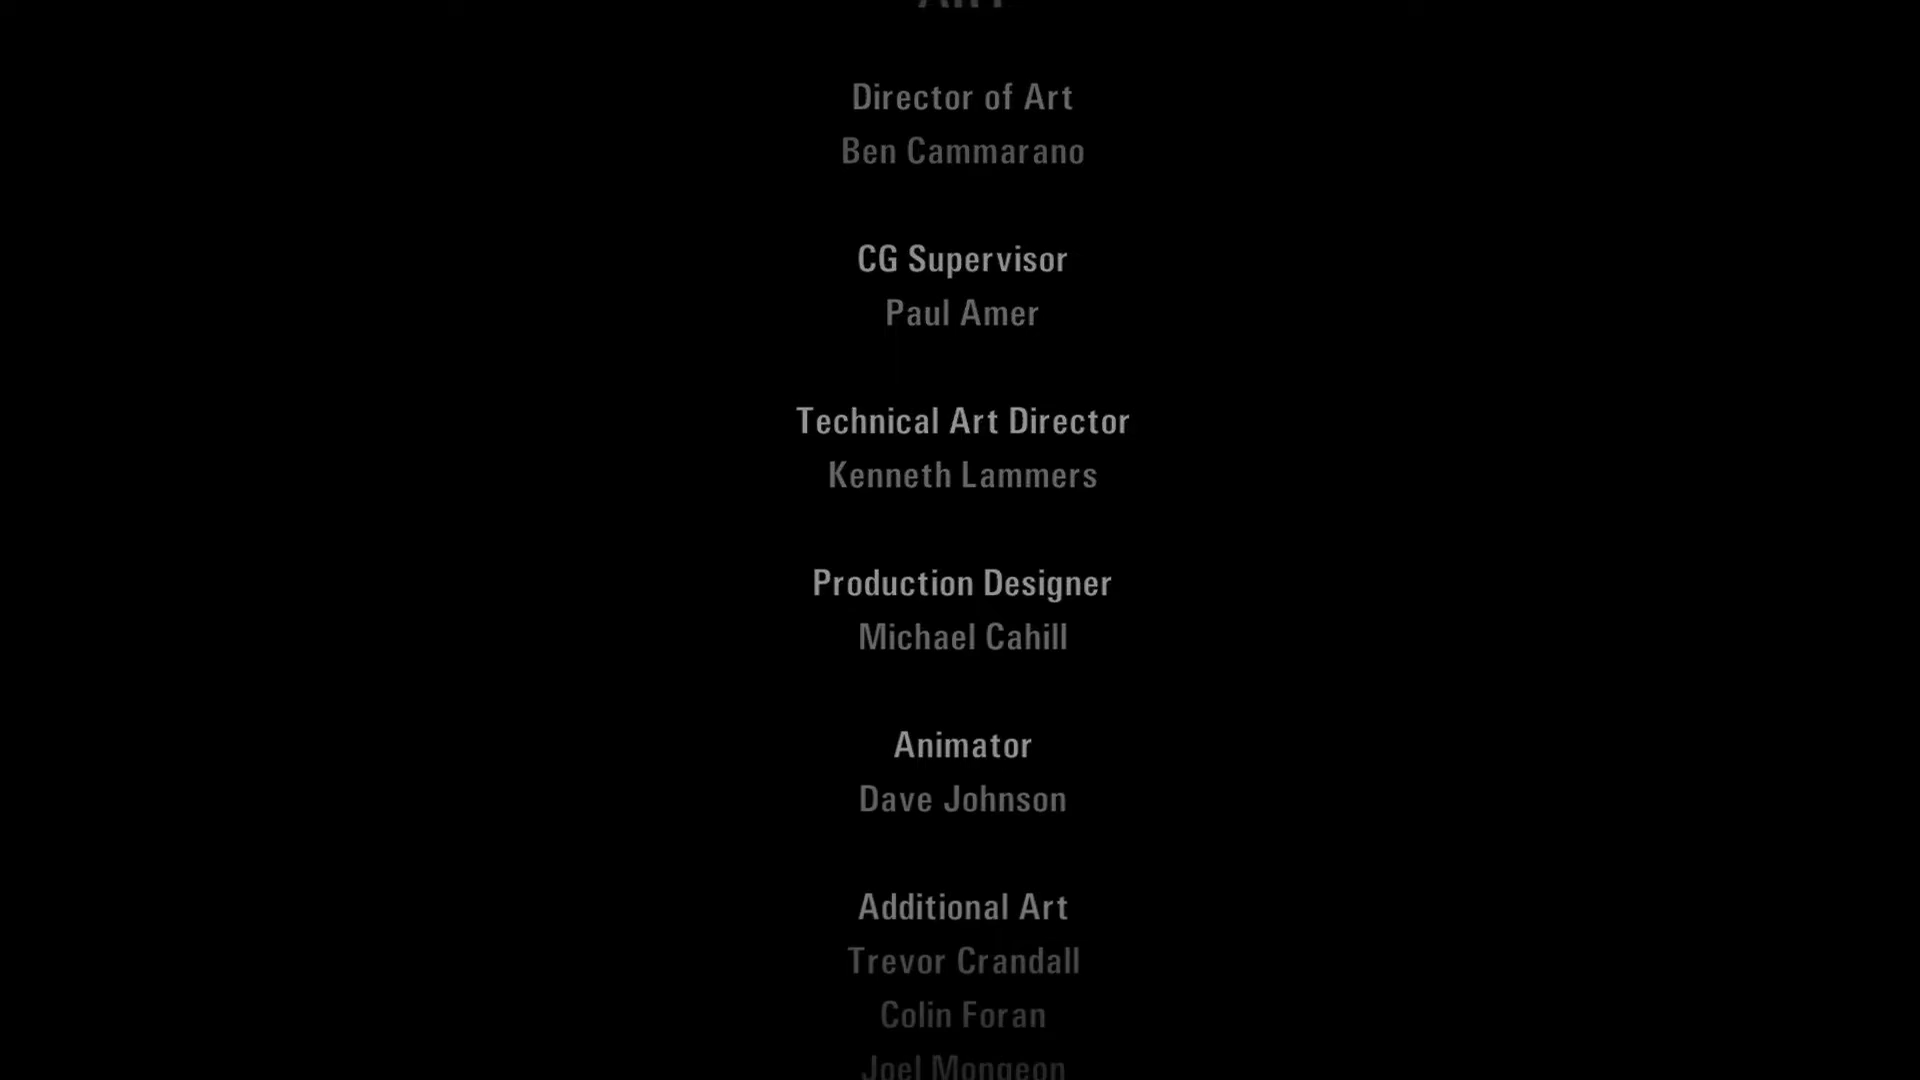 ART
Director of Art
Ben Cammarano
CG Supervisor
Paul Amer
Technical Art Director
Kenneth Lammers
Production Designer
Michael Cahill
Animator
Dave Johnson
Additional Art
Trevor Crandall
Colin Foran
Joel Mongeon